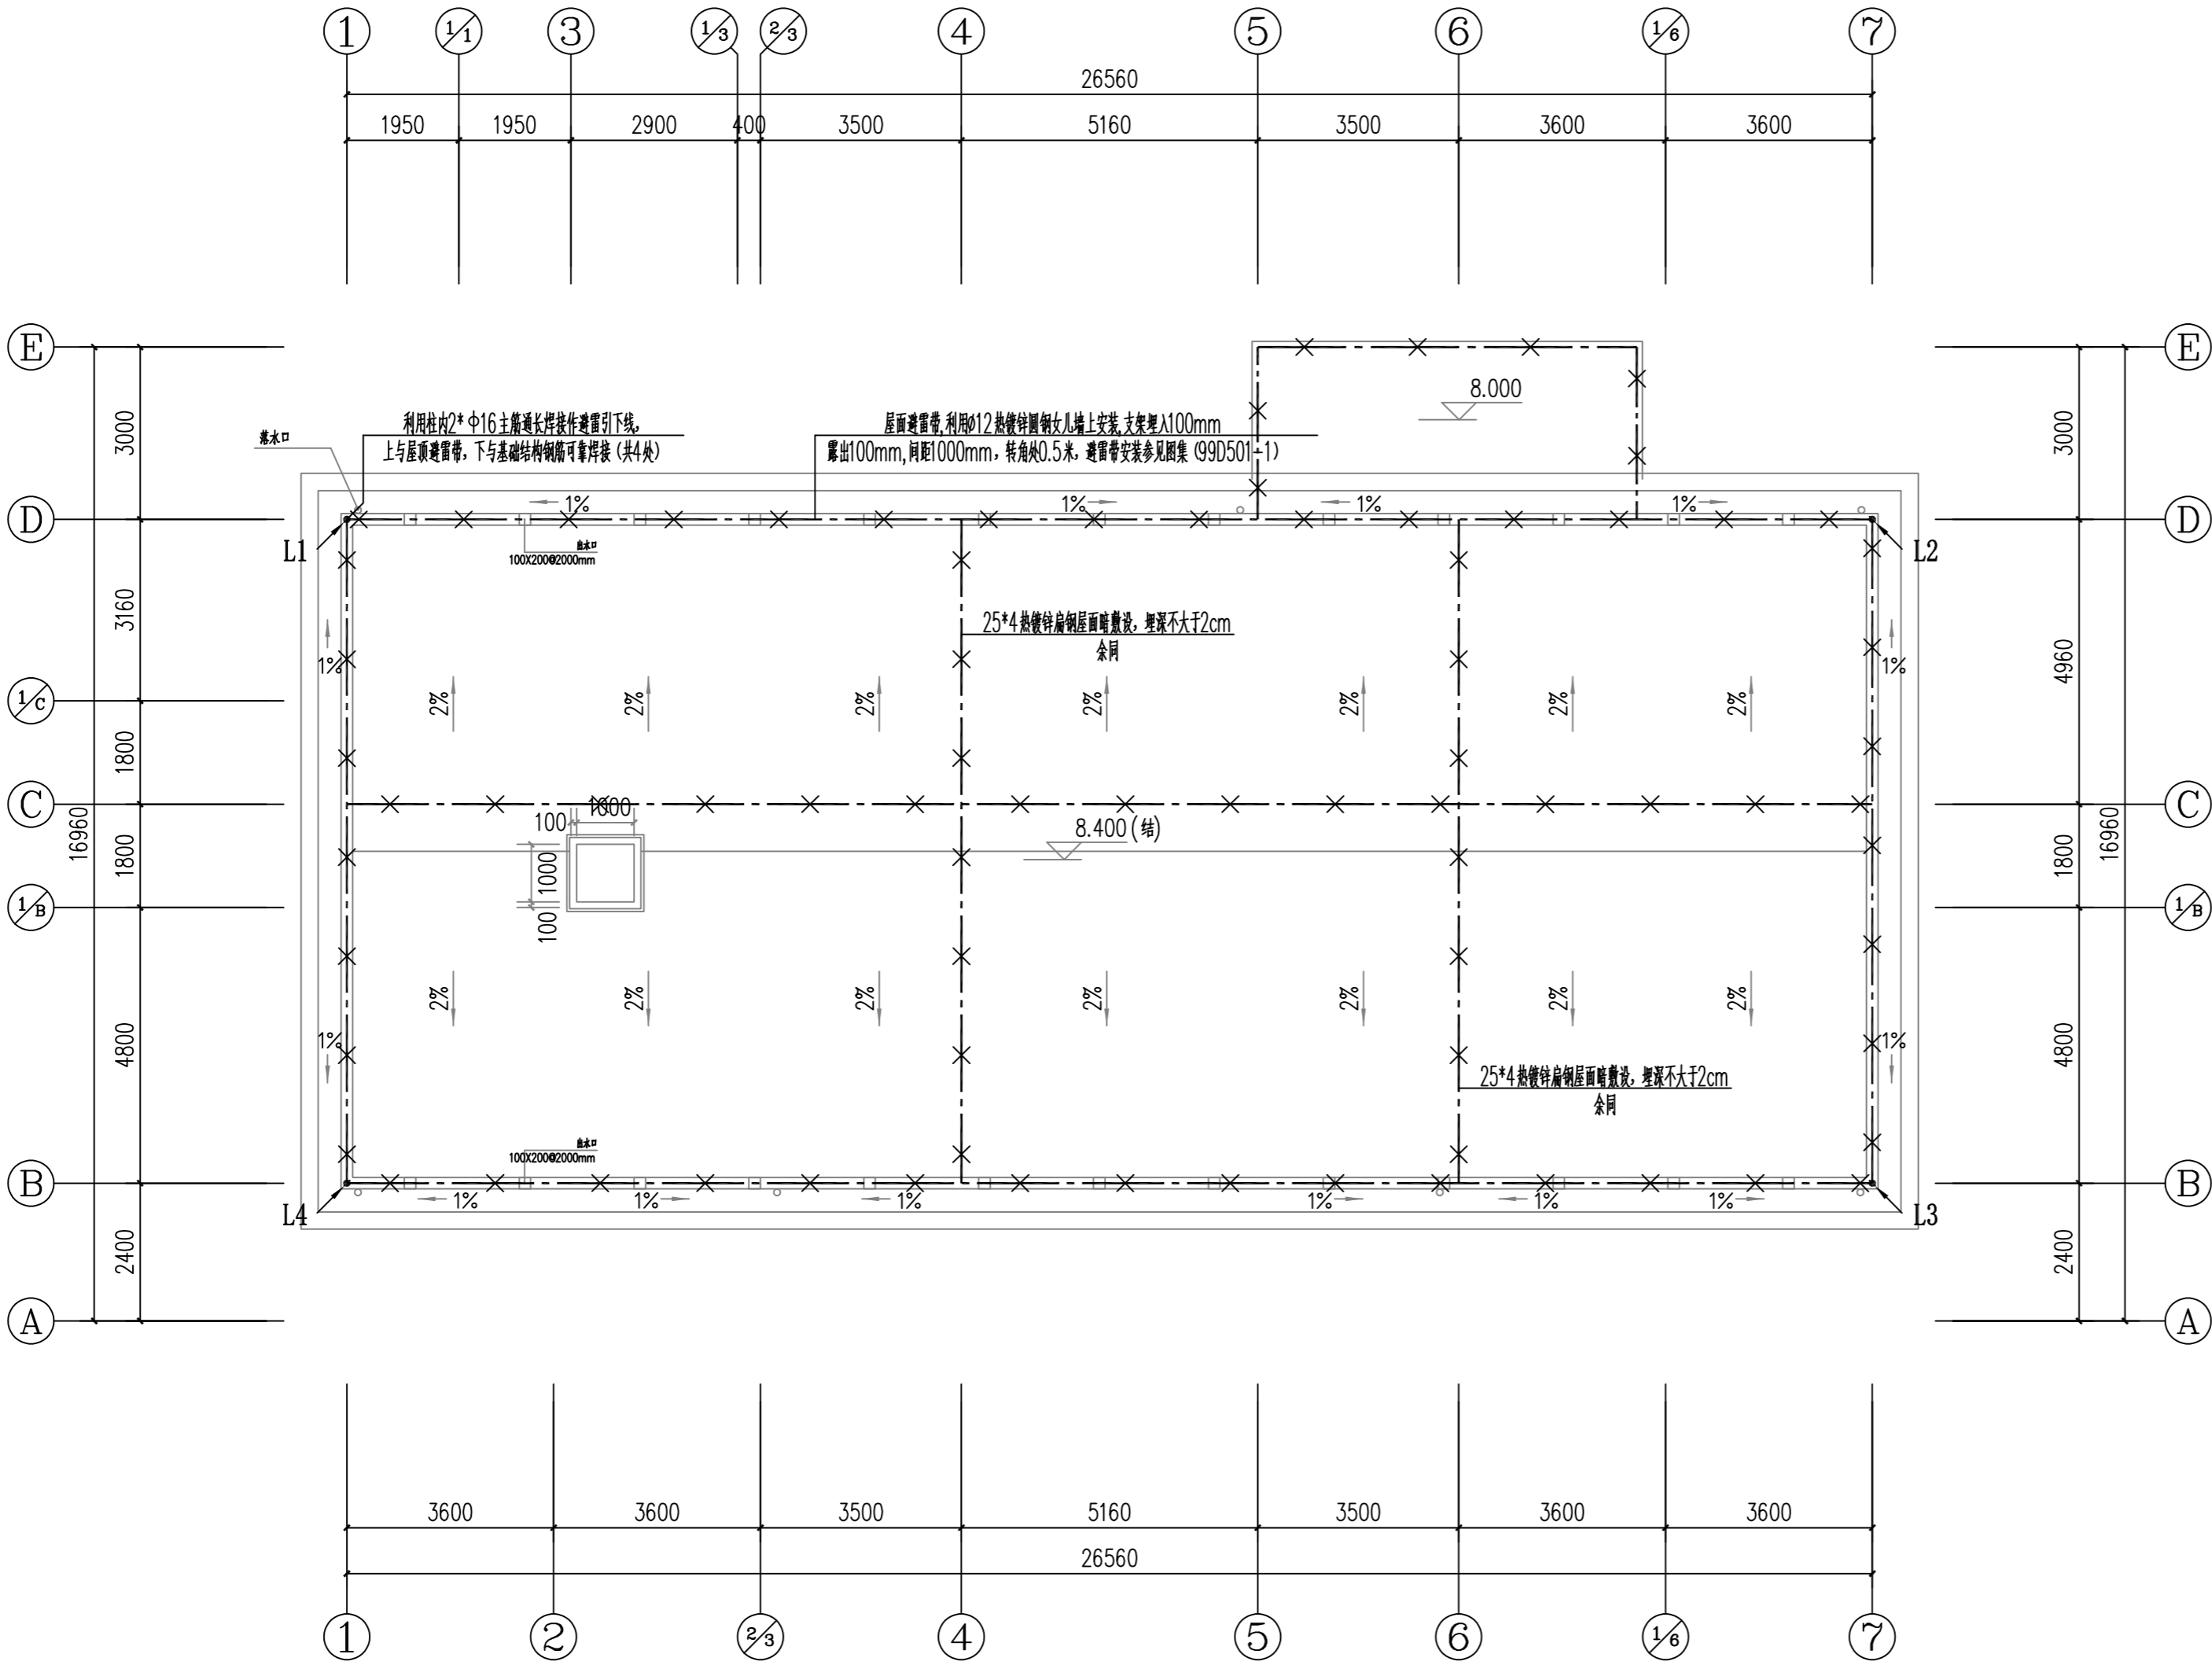 1 1/1 3 1/3 2/3 4 5 6 1/6 7
26560
1950 1950 2900 400 3500 5160 3500 3600 3600
E E
8.000
3000 3000
利用柱内2*Φ16主筋通长焊接作避雷引下线,
上与屋顶避雷带, 下与基础结构钢筋可靠焊接 (共4处)
屋面避雷带,利用ø12热镀锌圆钢女儿墙上安装,支架埋入100mm
露出100mm,间距1000mm, 转角处0.5米, 避雷带安装参见图集 (99D501-1)
落水口
1% 1% 1% 1%
D D
L1 L2
出水口
100X200@2000mm
3160 4960
25*4热镀锌扁钢屋面暗敷设, 埋深不大于2cm
余同
1% 1%
1/C
2% 2% 2% 2% 2% 2% 2%
1800
C C
1000
100
8.400(结)
16960 1800 1800 16960
1000
100
1/B 1/B
2% 2% 2% 2% 2% 2% 2%
4800 1% 1% 4800
25*4热镀锌扁钢屋面暗敷设, 埋深不大于2cm
余同
出水口
100X200@2000mm
B B
1% 1% 1% 1% 1% 1%
L4 L3
2400 2400
A A
3600 3600 3500 5160 3500 3600 3600
26560
1 2 2/3 4 5 6 1/6 7